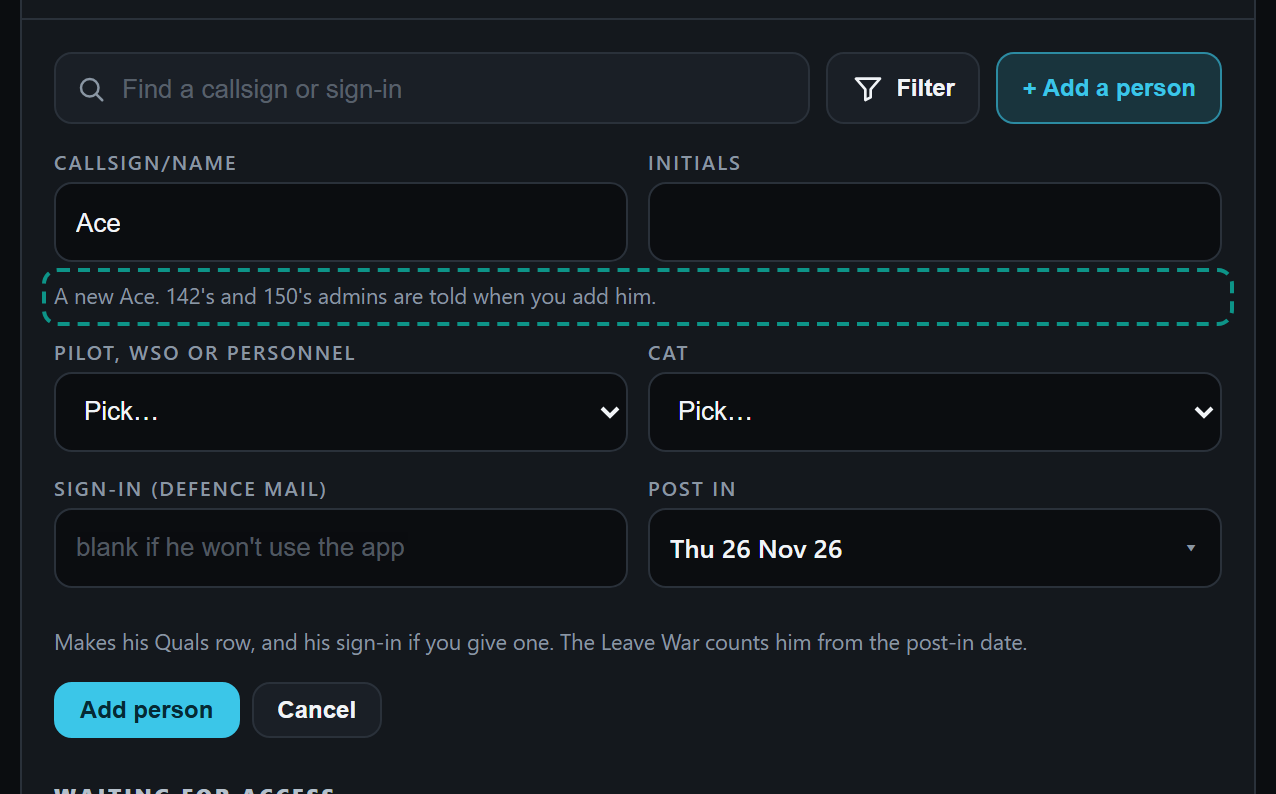 Find a callsign or sign-in
Filter
+ Add a person
CALLSIGN/NAME
INITIALS
Ace
A new Ace. 142's and 150's admins are told when you add him.
PILOT, WSO OR PERSONNEL
CAT
Pick…
Pick…
SIGN-IN (DEFENCE MAIL)
POST IN
blank if he won't use the app
Thu 26 Nov 26
Makes his Quals row, and his sign-in if you give one. The Leave War counts him from the post-in date.
Add person
Cancel
WAITING FOR ACCESS